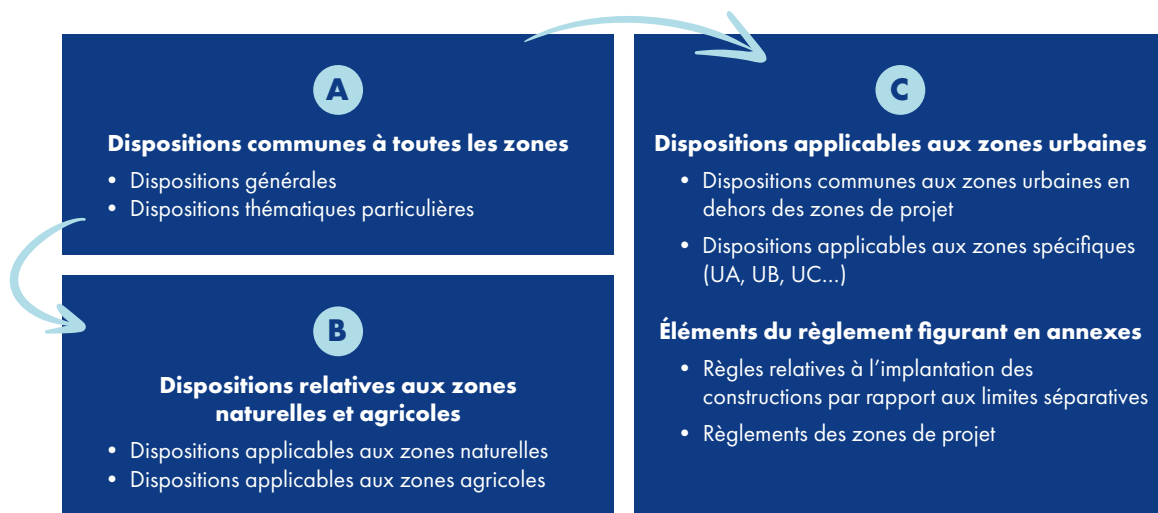 A
Dispositions communes à toutes les zones
• Dispositions générales
• Dispositions thématiques particulières
B
Dispositions relatives aux zones
naturelles et agricoles
• Dispositions applicables aux zones naturelles
• Dispositions applicables aux zones agricoles
C
Dispositions applicables aux zones urbaines
• Dispositions communes aux zones urbaines en
dehors des zones de projet
• Dispositions applicables aux zones spécifiques
(UA, UB, UC...)
Éléments du règlement figurant en annexes
• Règles relatives à l’implantation des
constructions par rapport aux limites séparatives
• Règlements des zones de projet